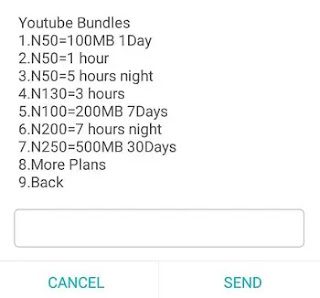 Youtube Bundles
1.N50=100MB 1Day
2.N50=1 hour
3.N50=5 hours night
4.N130=3 hours
5.N100=200MB 7Days
6.N200=7 hours night
7.N250=500MB 30Days
8.More Plans
9.Back
CANCEL SEND